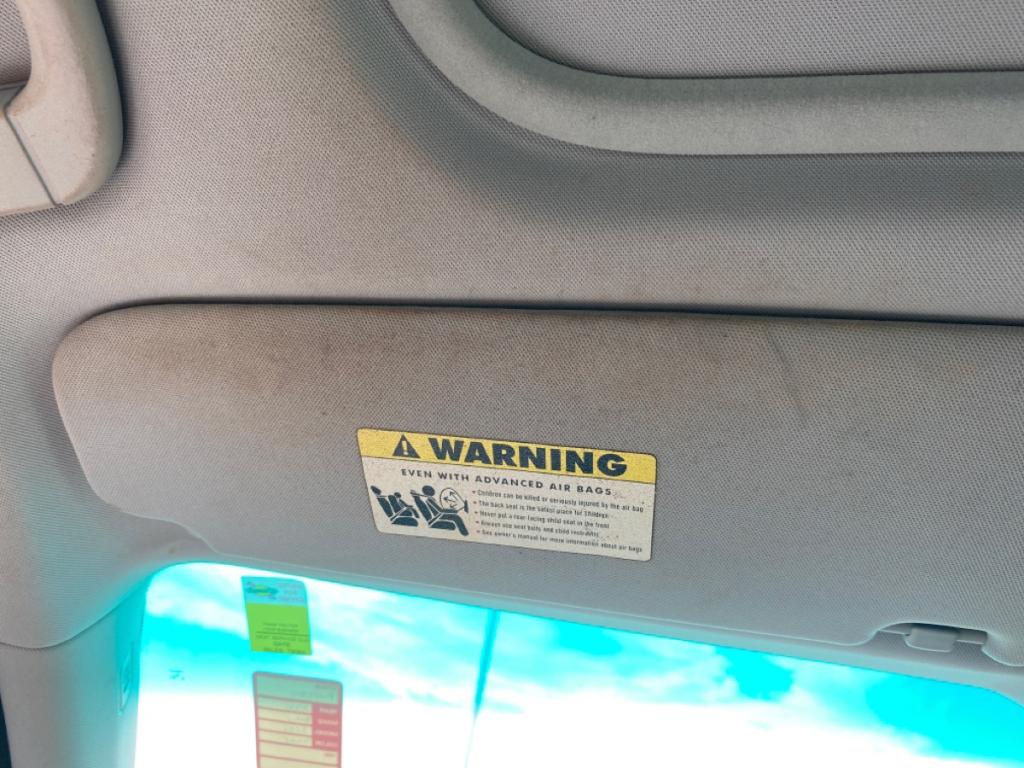 WARNING
EVEN WITH ADVANCED AIR BAGS
• Children can be killed or seriously injured by the air bag
• The back seat is the safest place for children
• Never put a rear-facing child seat in the front
• Always use seat belts and child restraints
• See owner's manual for more information about air bags